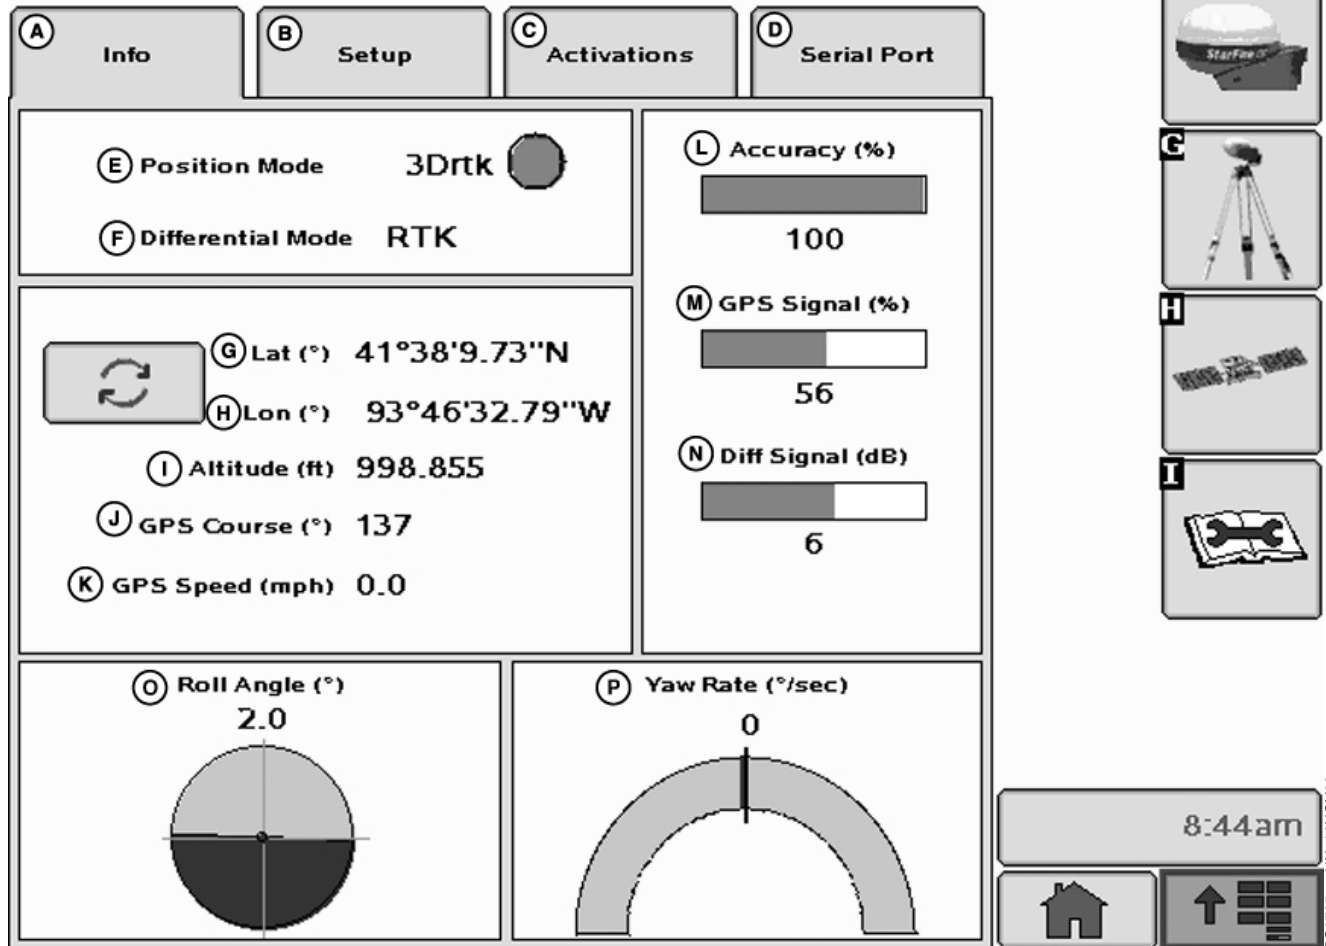 A Info
B Setup
C Activations
D Serial Port
StarFire
E Position Mode 3Drtk
F Differential Mode RTK
G Lat (°) 41°38'9.73"N
H Lon (°) 93°46'32.79"W
I Altitude (ft) 998.855
J GPS Course (°) 137
K GPS Speed (mph) 0.0
L Accuracy (%)
100
M GPS Signal (%)
56
N Diff Signal (dB)
6
O Roll Angle (°)
2.0
P Yaw Rate (°/sec)
0
G
H
I
8:44am